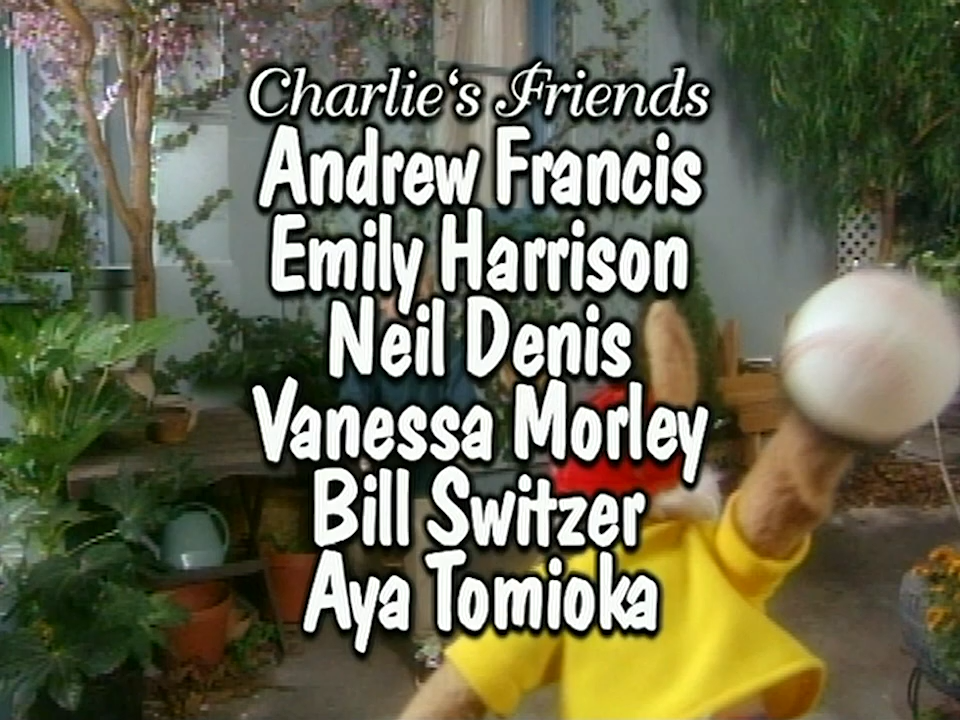 Charlie‘s Friends
Andrew Francis
Emily Harrison
Neil Denis
Vanessa Morley
Bill Switzer
Aya Tomioka